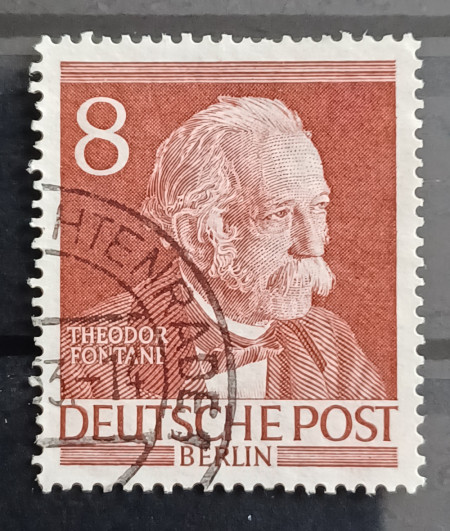 8
THEODOR
FONTANE
DEUTSCHE POST
BERLIN